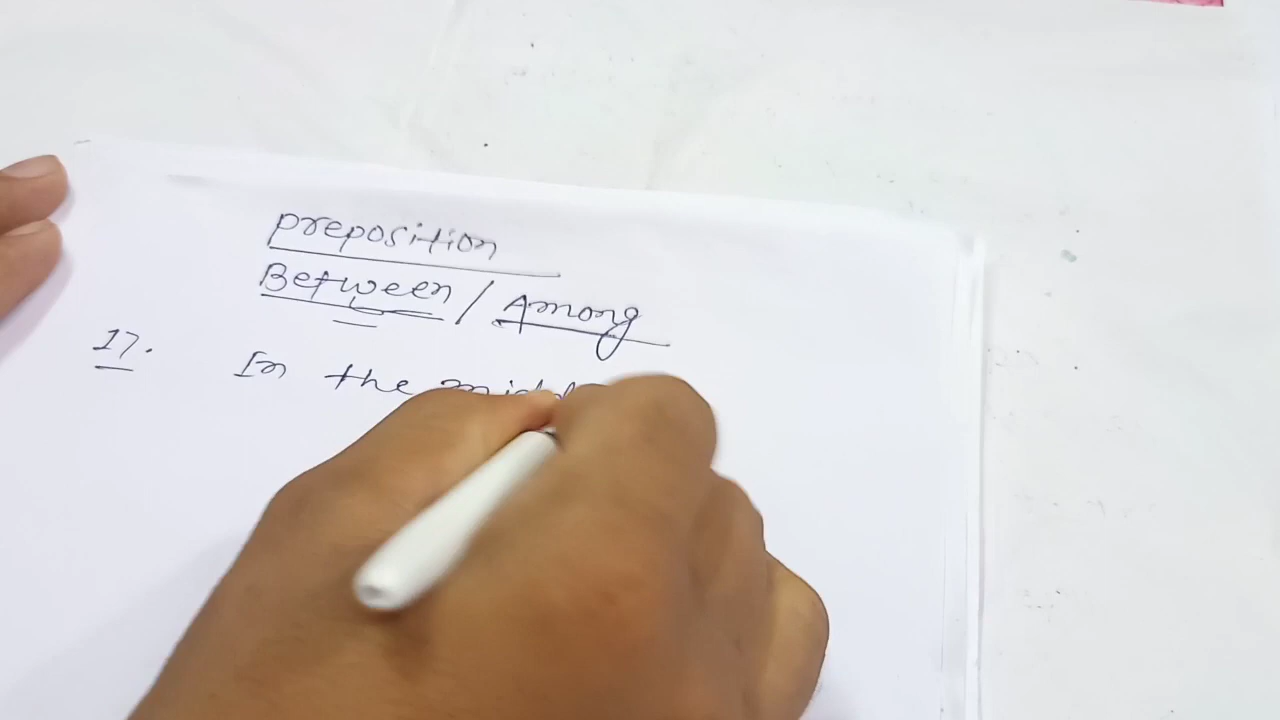 preposition
Between / Among
17. In the